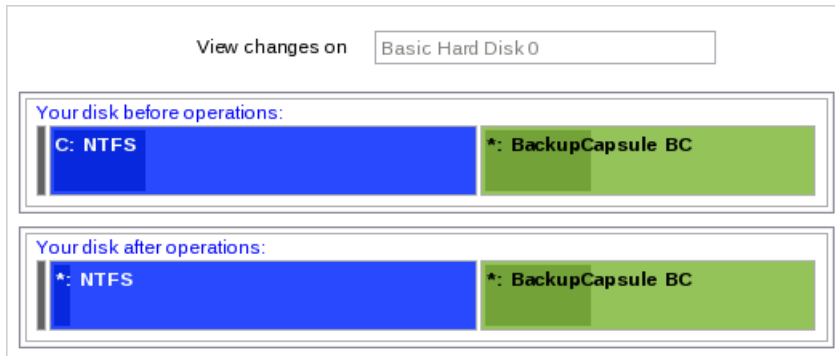 View changes on Basic Hard Disk 0
Your disk before operations:
C: NTFS *: BackupCapsule BC
Your disk after operations:
*: NTFS *: BackupCapsule BC